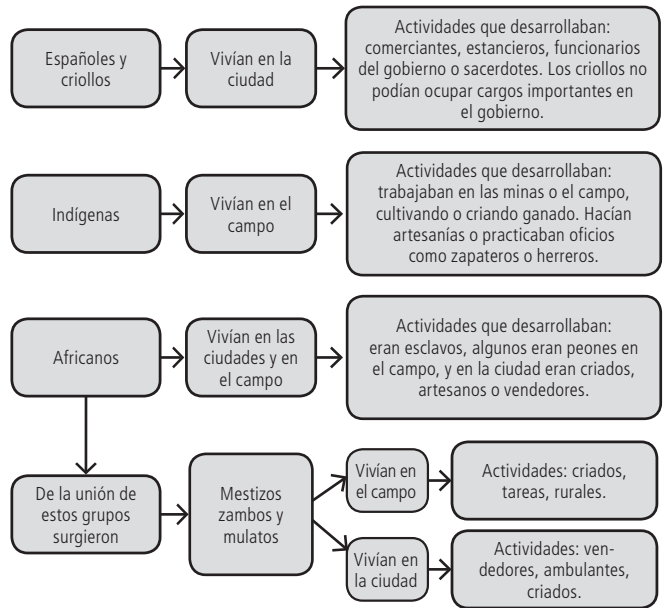 Españoles y
criollos
Vivían en la
ciudad
Actividades que desarrollaban:
comerciantes, estancieros, funcionarios
del gobierno o sacerdotes. Los criollos no
podían ocupar cargos importantes en
el gobierno.
Indígenas
Vivían en el
campo
Actividades que desarrollaban:
trabajaban en las minas o el campo,
cultivando o criando ganado. Hacían
artesanías o practicaban oficios
como zapateros o herreros.
Africanos
Vivían en las
ciudades y en
el campo
Actividades que desarrollaban:
eran esclavos, algunos eran peones en
el campo, y en la ciudad eran criados,
artesanos o vendedores.
De la unión de
estos grupos
surgieron
Mestizos
zambos y
mulatos
Vivían en
el campo
Actividades: criados,
tareas, rurales.
Vivían en
la ciudad
Actividades: ven-
dedores, ambulantes,
criados.